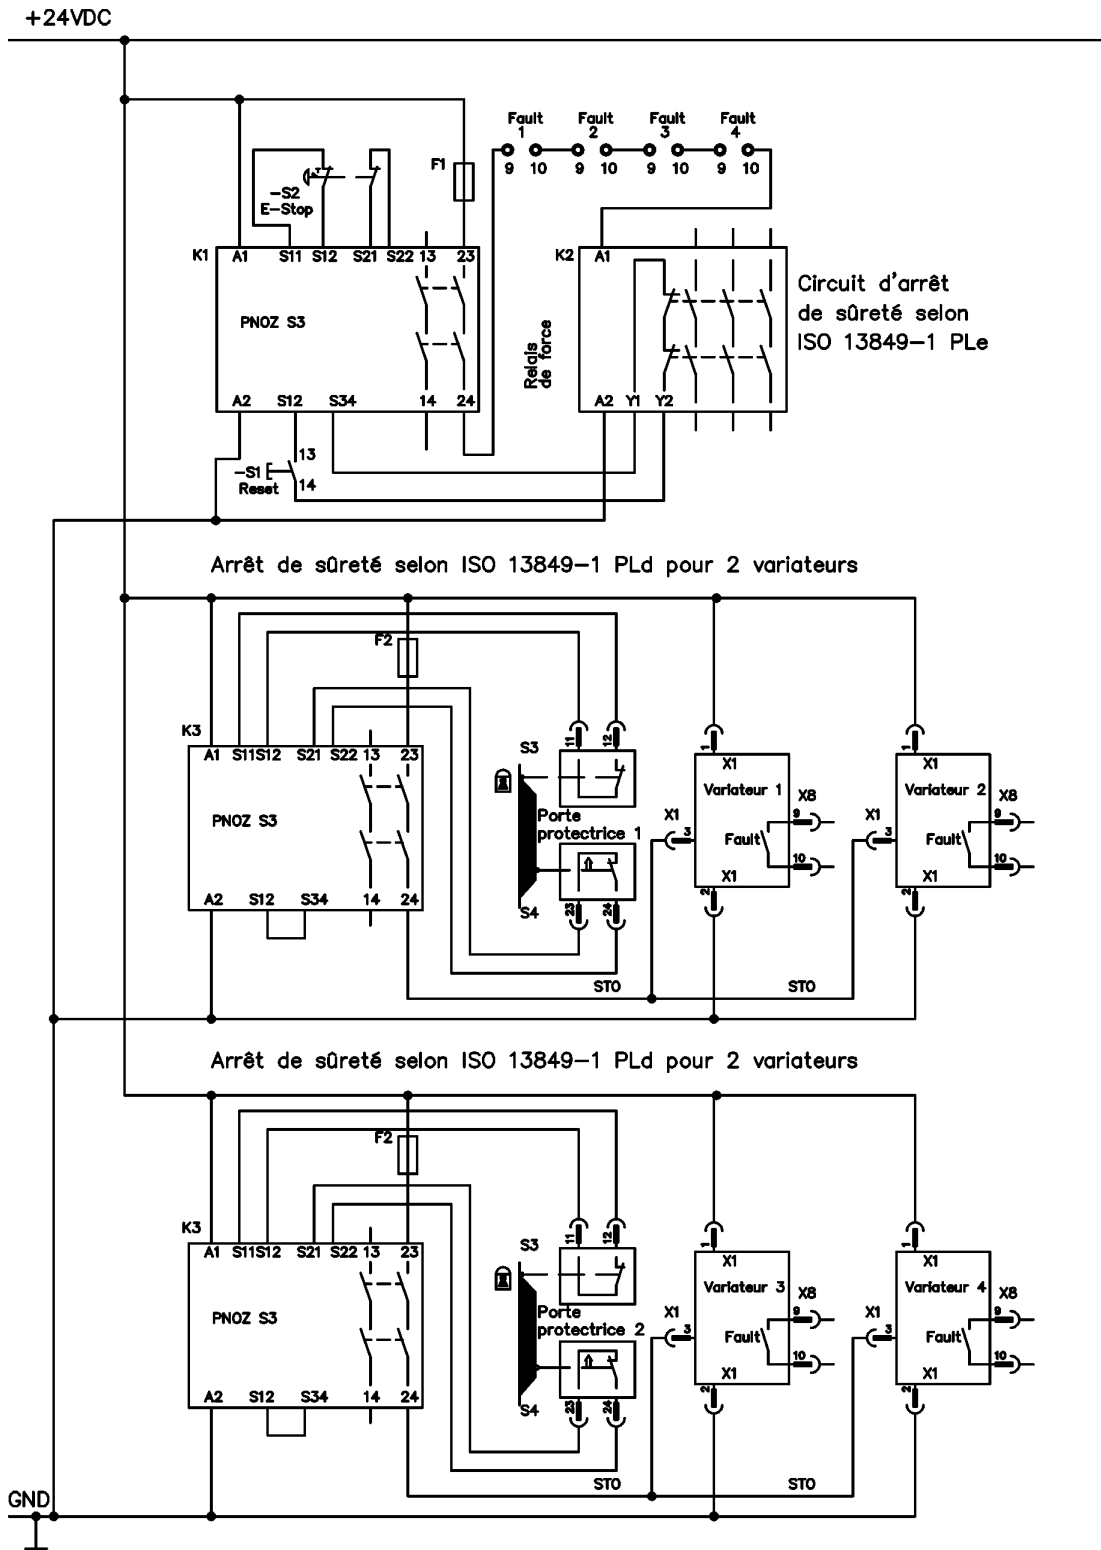 +24VDC
Fault 1
Fault 2
Fault 3
Fault 4
9 10 9 10 9 10 9 10
F1
-S2
E-Stop
K1
A1 S11 S12 S21 S22 13 23
PNOZ S3
A2 S12 S34 14 24
K2
A1
Relais de force
A2 Y1 Y2
Circuit d'arrêt
de sûreté selon
ISO 13849-1 PLe
13
-S1
Reset
14
Arrêt de sûreté selon ISO 13849-1 PLd pour 2 variateurs
F2
K3
A1 S11 S12 S21 S22 13 23
PNOZ S3
A2 S12 S34 14 24
S3
11 12
Porte
protectrice 1
S4
23 24
STO
X1
3
1
X1
Variateur 1
Fault
X1
2
X8
9
10
STO
X1
3
1
X1
Variateur 2
Fault
X1
2
X8
9
10
Arrêt de sûreté selon ISO 13849-1 PLd pour 2 variateurs
F2
K3
A1 S11 S12 S21 S22 13 23
PNOZ S3
A2 S12 S34 14 24
S3
11 12
Porte
protectrice 2
S4
23 24
STO
X1
3
1
X1
Variateur 3
Fault
X1
2
X8
9
10
STO
X1
3
1
X1
Variateur 4
Fault
X1
2
X8
9
10
GND